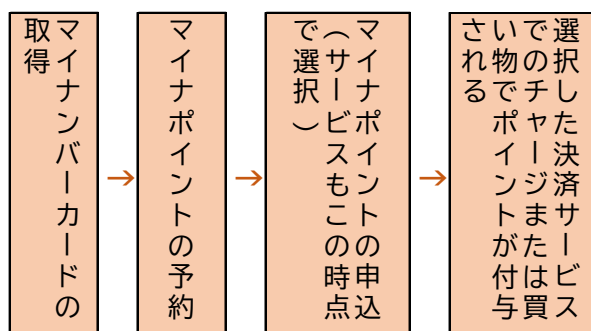 マイナンバーカードの
取得
→
マイナポイントの予約
→
マイナポイントの申込
（サービスもこの時点
で選択）
→
選択した決済サービス
でのチャージまたは買
い物でポイントが付与
される